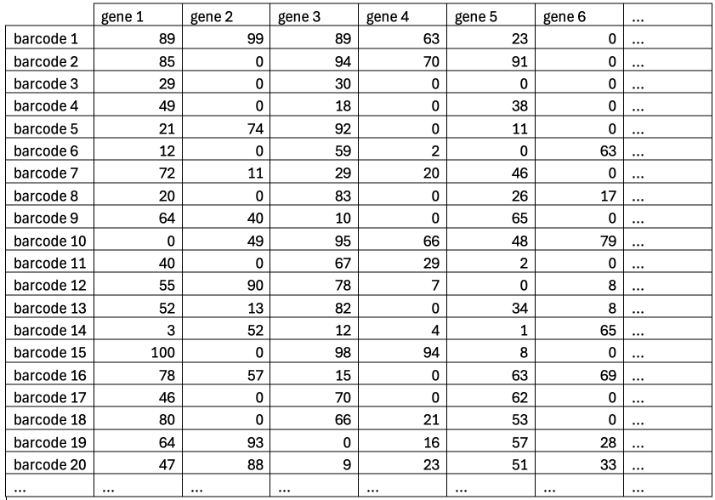 gene 1 gene 2 gene 3 gene 4 gene 5 gene 6 ...
barcode 1 89 99 89 63 23 0 ...
barcode 2 85 0 94 70 91 0 ...
barcode 3 29 0 30 0 0 0 ...
barcode 4 49 0 18 0 38 0 ...
barcode 5 21 74 92 0 11 0 ...
barcode 6 12 0 59 2 0 63 ...
barcode 7 72 11 29 20 46 0 ...
barcode 8 20 0 83 0 26 17 ...
barcode 9 64 40 10 0 65 0 ...
barcode 10 0 49 95 66 48 79 ...
barcode 11 40 0 67 29 2 0 ...
barcode 12 55 90 78 7 0 8 ...
barcode 13 52 13 82 0 34 8 ...
barcode 14 3 52 12 4 1 65 ...
barcode 15 100 0 98 94 8 0 ...
barcode 16 78 57 15 0 63 69 ...
barcode 17 46 0 70 0 62 0 ...
barcode 18 80 0 66 21 53 0 ...
barcode 19 64 93 0 16 57 28 ...
barcode 20 47 88 9 23 51 33 ...
... ... ... ... ... ... ... ...